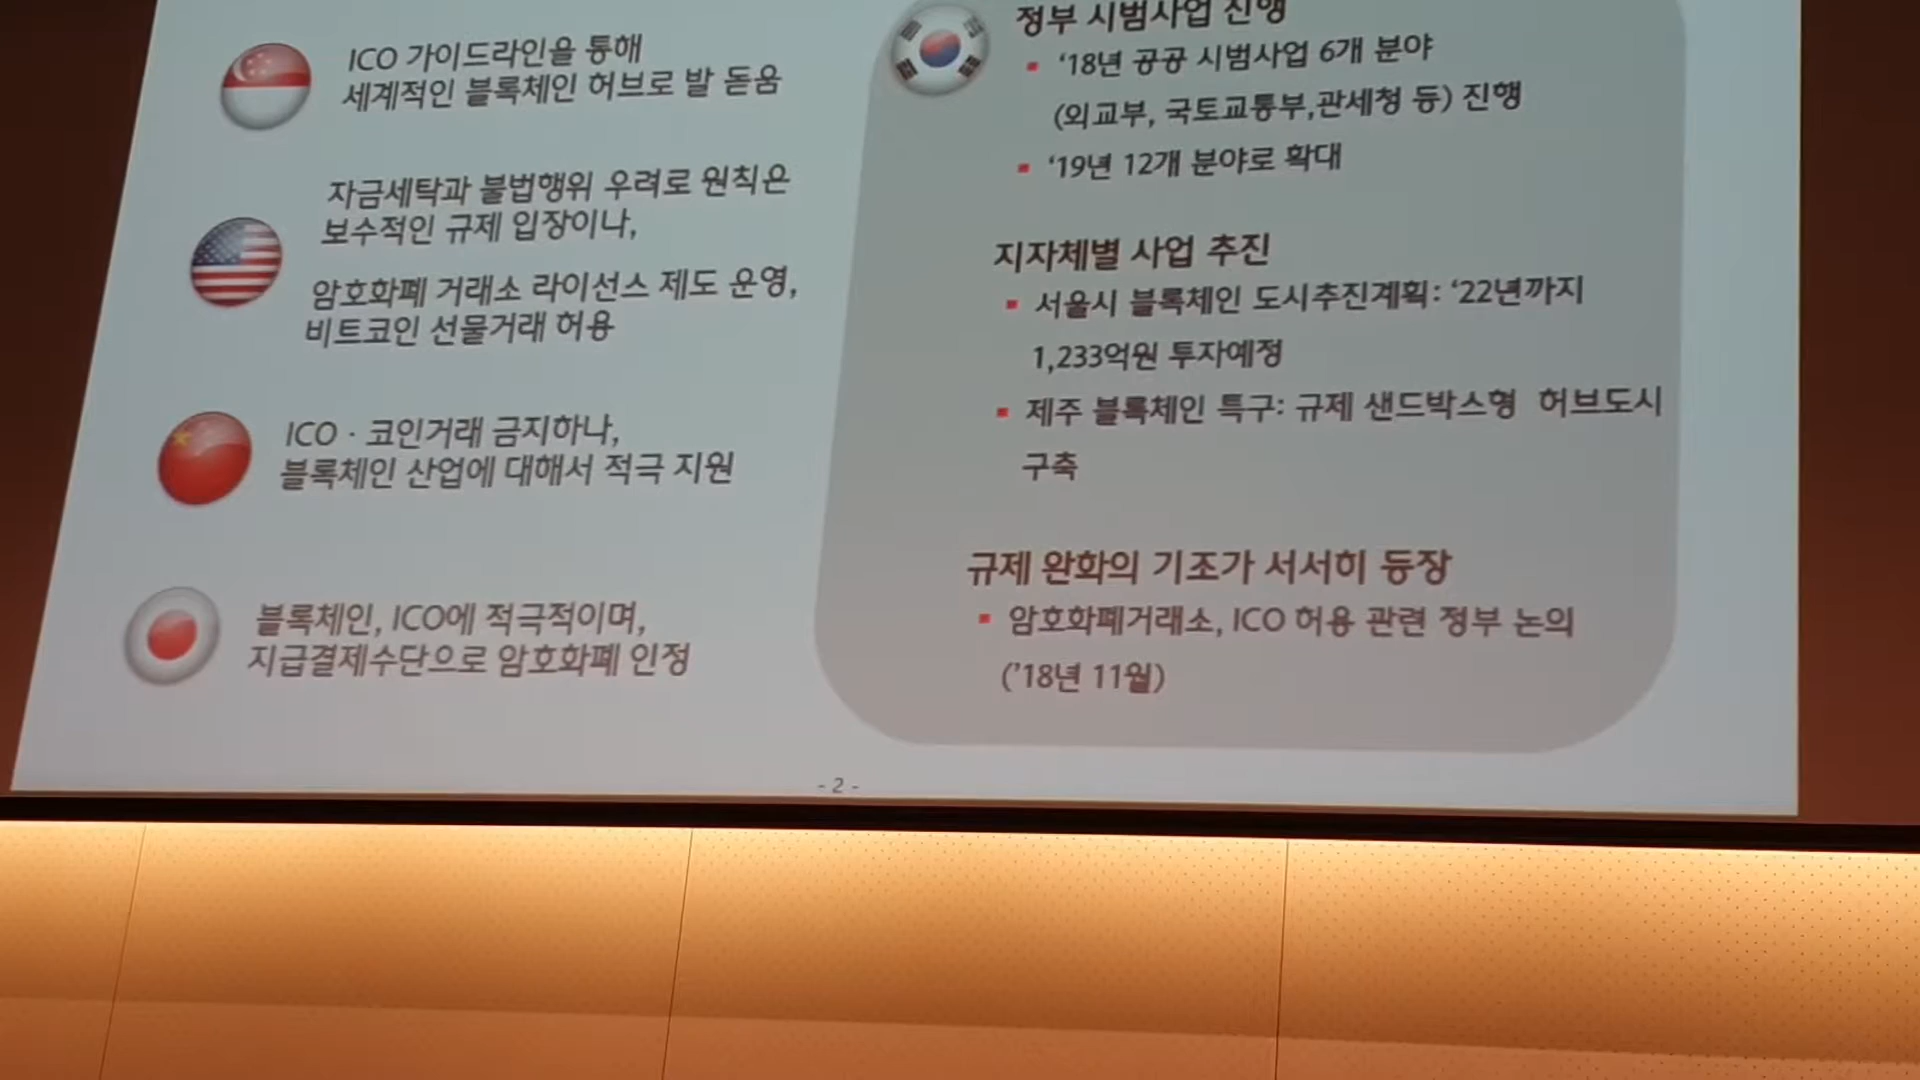 ICO 가이드라인을 통해
세계적인 블록체인 허브로 발 돋움
자금세탁과 불법행위 우려로 원칙은
보수적인 규제 입장이나,
암호화폐 거래소 라이선스 제도 운영,
비트코인 선물거래 허용
ICO · 코인거래 금지하나,
블록체인 산업에 대해서 적극 지원
블록체인, ICO에 적극적이며,
지급결제수단으로 암호화폐 인정
정부 시범사업 진행
‘18년 공공 시범사업 6개 분야
(외교부, 국토교통부,관세청 등) 진행
‘19년 12개 분야로 확대
지자체별 사업 추진
서울시 블록체인 도시추진계획: ‘22년까지
1,233억원 투자예정
제주 블록체인 특구: 규제 샌드박스형 허브도시
구축
규제 완화의 기조가 서서히 등장
암호화폐거래소, ICO 허용 관련 정부 논의
(’18년 11월)
- 2 -